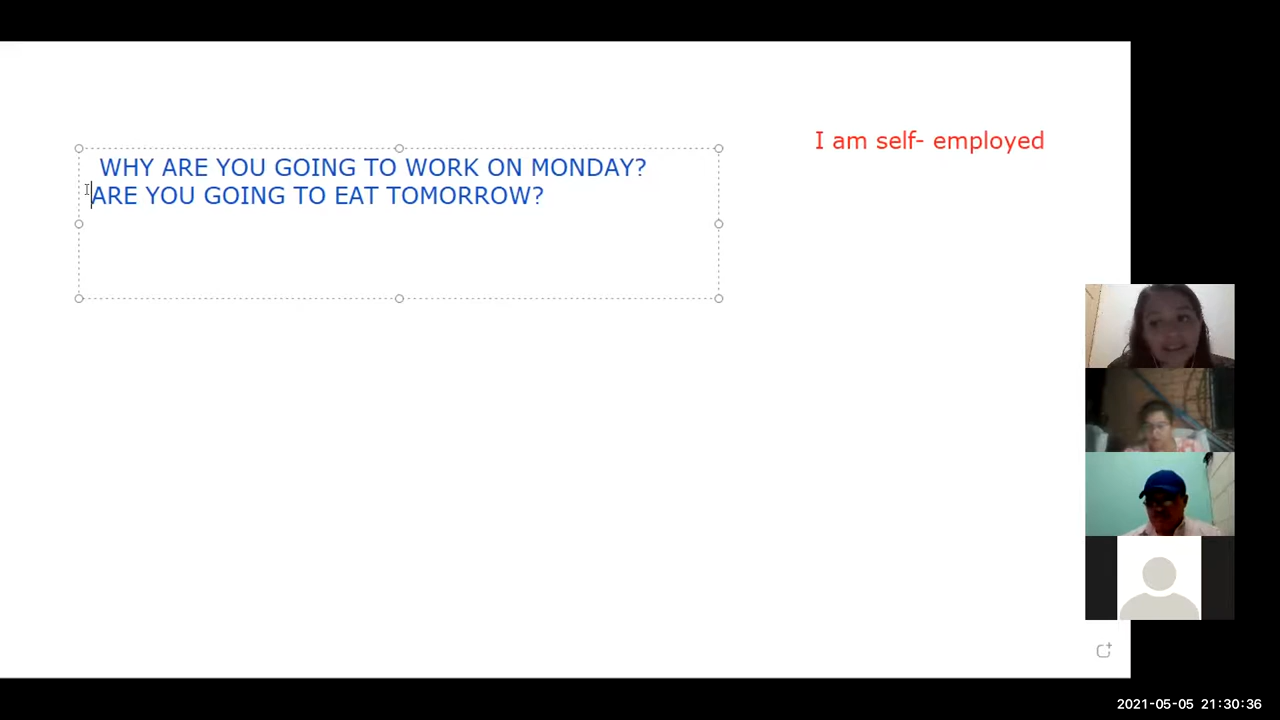 I am self- employed
WHY ARE YOU GOING TO WORK ON MONDAY?
ARE YOU GOING TO EAT TOMORROW?
2021-05-05 21:30:36